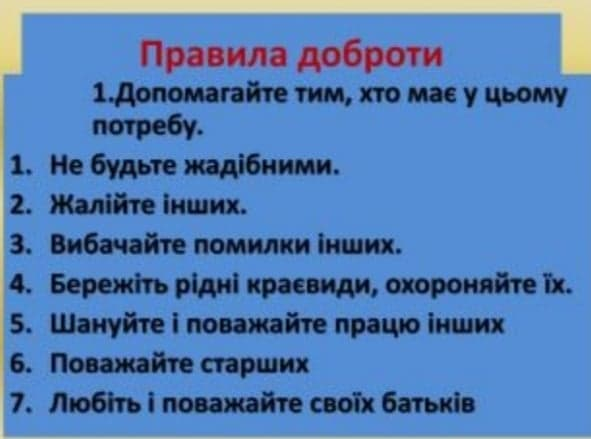 Правила доброти
1.Допомагайте тим, хто має у цьому
потребу.
1. Не будьте жадібними.
2. Жалійте інших.
3. Вибачайте помилки інших.
4. Бережіть рідні краєвиди, охороняйте їх.
5. Шануйте і поважайте працю інших
6. Поважайте старших
7. Любіть і поважайте своїх батьків